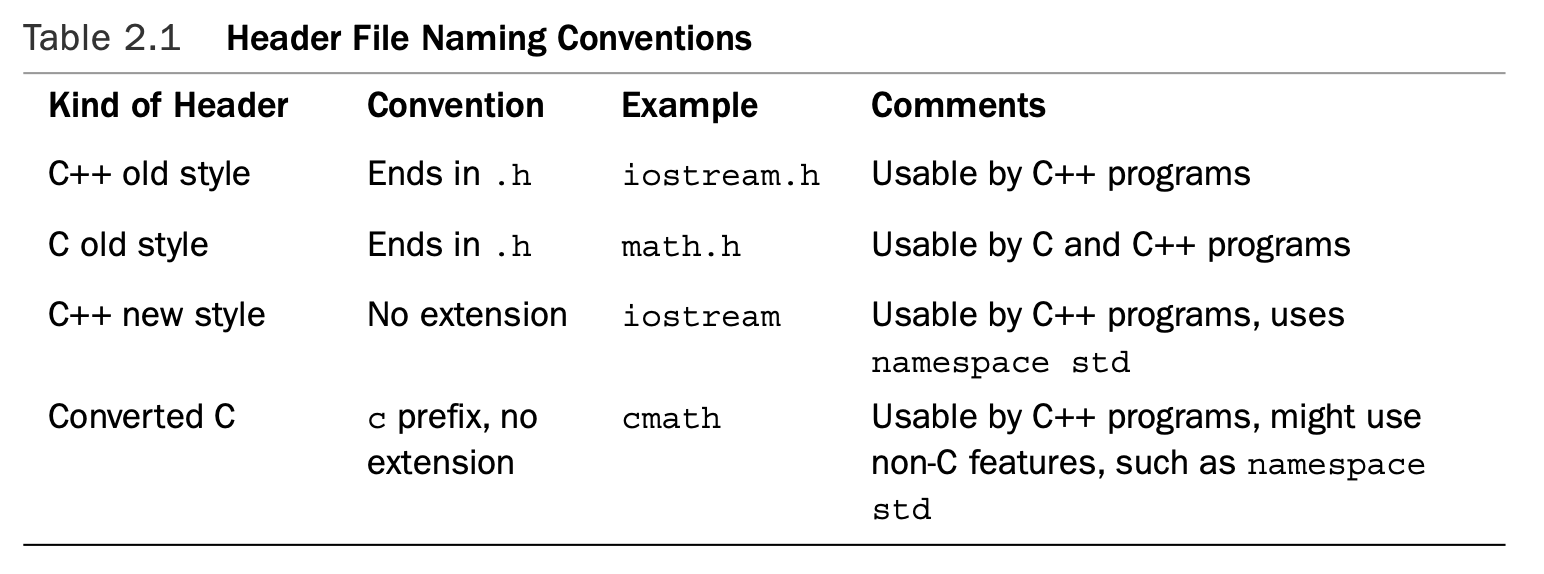 Table 2.1 Header File Naming Conventions
Kind of Header Convention Example Comments
C++ old style Ends in .h iostream.h Usable by C++ programs
C old style Ends in .h math.h Usable by C and C++ programs
C++ new style No extension iostream Usable by C++ programs, uses
namespace std
Converted C c prefix, no cmath Usable by C++ programs, might use
extension non-C features, such as namespace
std